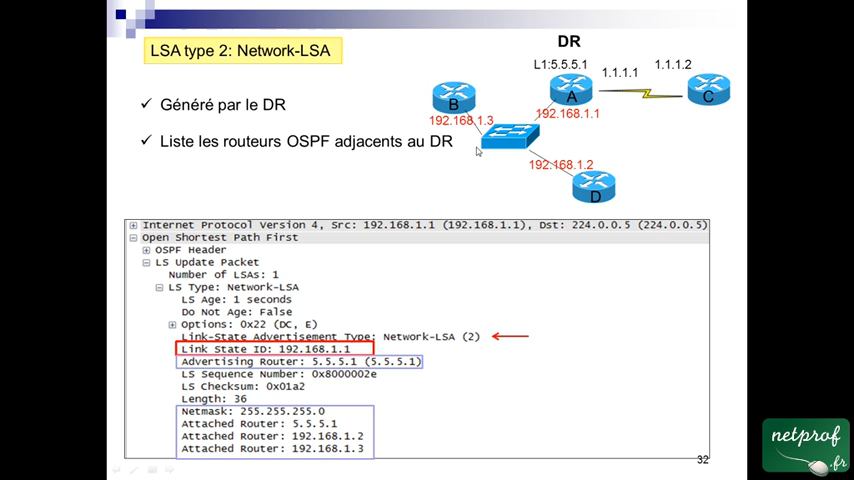 LSA type 2: Network-LSA
DR
L1:5.5.5.1
1.1.1.1
1.1.1.2
A
C
B
✓ Généré par le DR
192.168.1.3
192.168.1.1
✓ Liste les routeurs OSPF adjacents au DR
192.168.1.2
D
Internet Protocol Version 4, Src: 192.168.1.1 (192.168.1.1), Dst: 224.0.0.5 (224.0.0.5)
Open Shortest Path First
OSPF Header
LS Update Packet
Number of LSAs: 1
LS Type: Network-LSA
LS Age: 1 seconds
Do Not Age: False
Options: 0x22 (DC, E)
Link-State Advertisement Type: Network-LSA (2)
Link State ID: 192.168.1.1
Advertising Router: 5.5.5.1 (5.5.5.1)
LS Sequence Number: 0x8000002e
LS Checksum: 0x01a2
Length: 36
Netmask: 255.255.255.0
Attached Router: 5.5.5.1
Attached Router: 192.168.1.2
Attached Router: 192.168.1.3
32
netprof
.fr